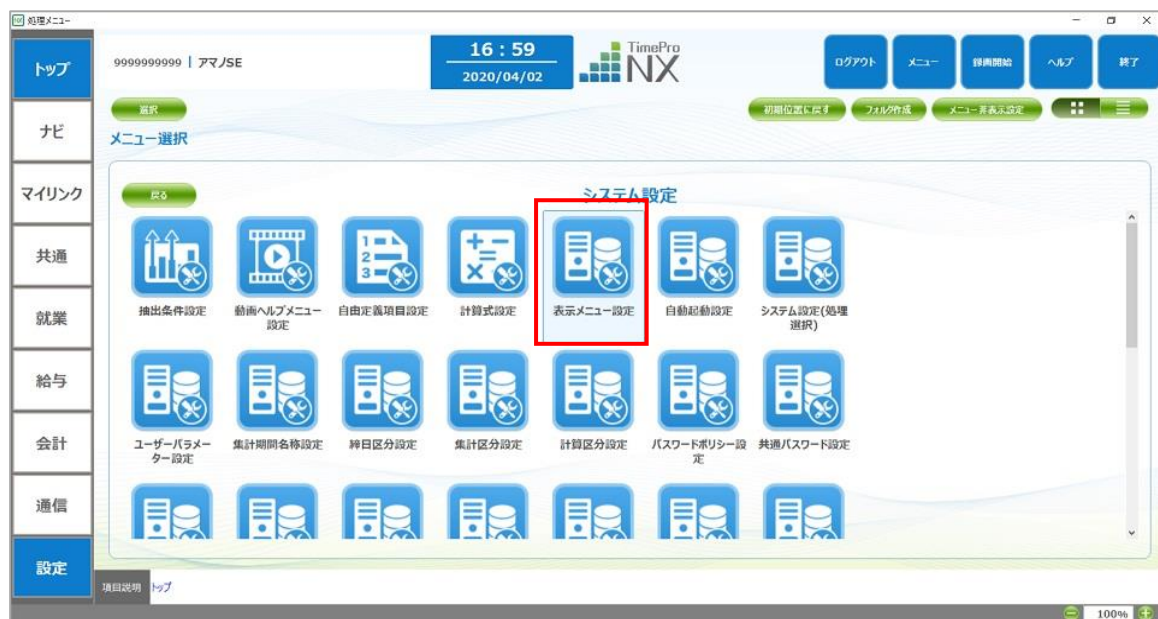 処理メニュー
トップ
9999999999 | アマノSE
16:59
2020/04/02
TimePro
NX
ログアウト
メニュー
録画開始
ヘルプ
終了
選択
初期位置に戻す
フォルダ作成
メニュー非表示設定
ナビ
メニュー選択
マイリンク
戻る
システム設定
共通
1
2
3
抽出条件設定
動画ヘルプメニュー
設定
自由定義項目設定
計算式設定
表示メニュー設定
自動起動設定
システム設定(処理
選択)
就業
給与
会計
ユーザーパラメー
ター設定
集計期間名称設定
締日区分設定
集計区分設定
計算区分設定
パスワードポリシー設
定
共通パスワード設定
通信
設定
項目説明
トップ
100%